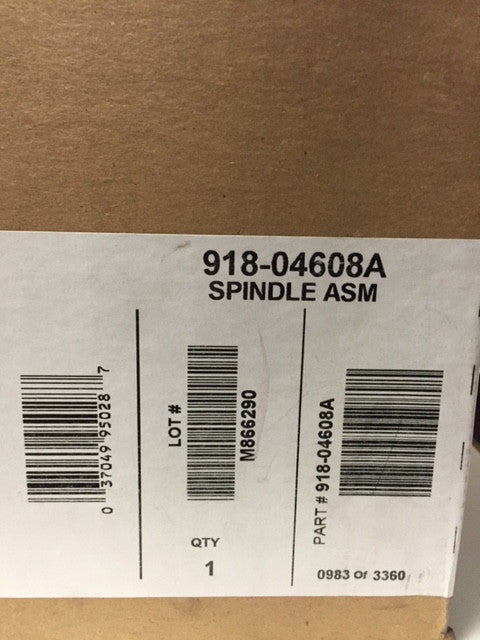 918-04608A
SPINDLE ASM
0 37049 95028 7
LOT #
M866290
QTY
1
PART # 918-04608A
0983 Of 3360